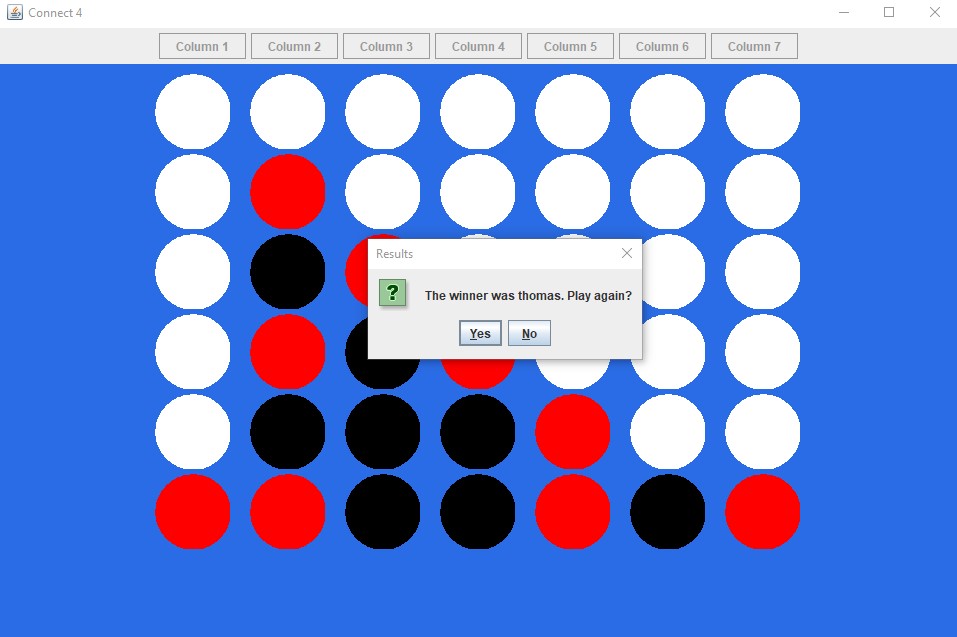 Connect 4
Column 1 Column 2 Column 3 Column 4 Column 5 Column 6 Column 7
Results
?
The winner was thomas. Play again?
Yes No